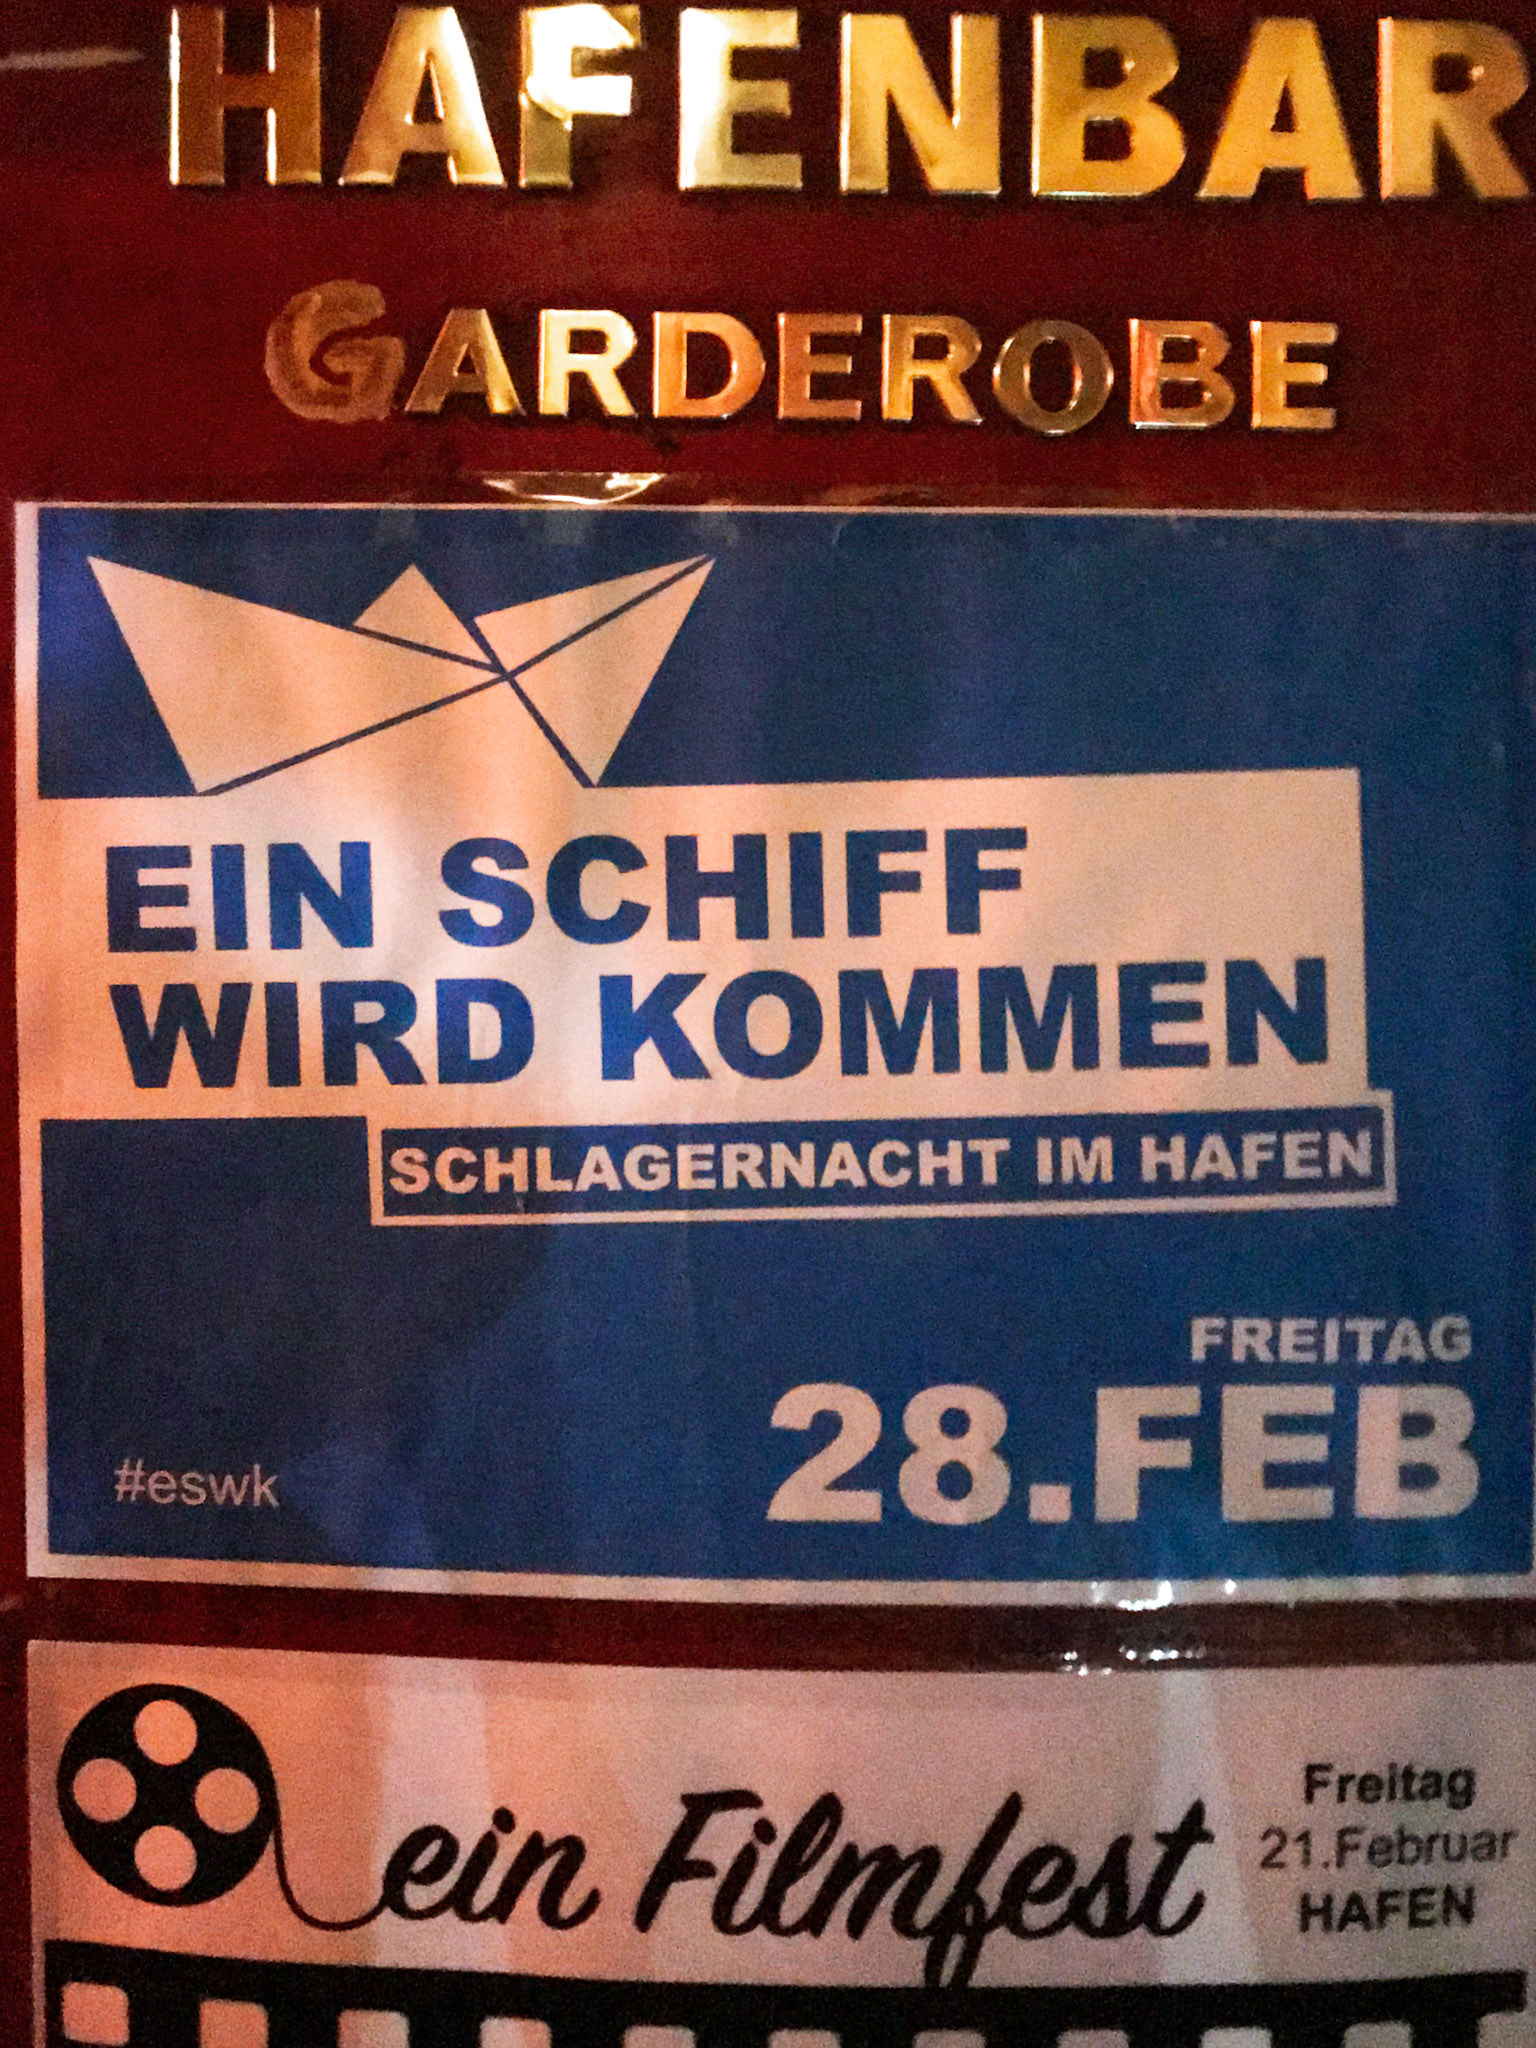 HAFENBAR
GARDEROBE
EIN SCHIFF
WIRD KOMMEN
SCHLAGERNACHT IM HAFEN
FREITAG
28.FEB
#eswk
ein Filmfest
Freitag
21.Februar
HAFEN